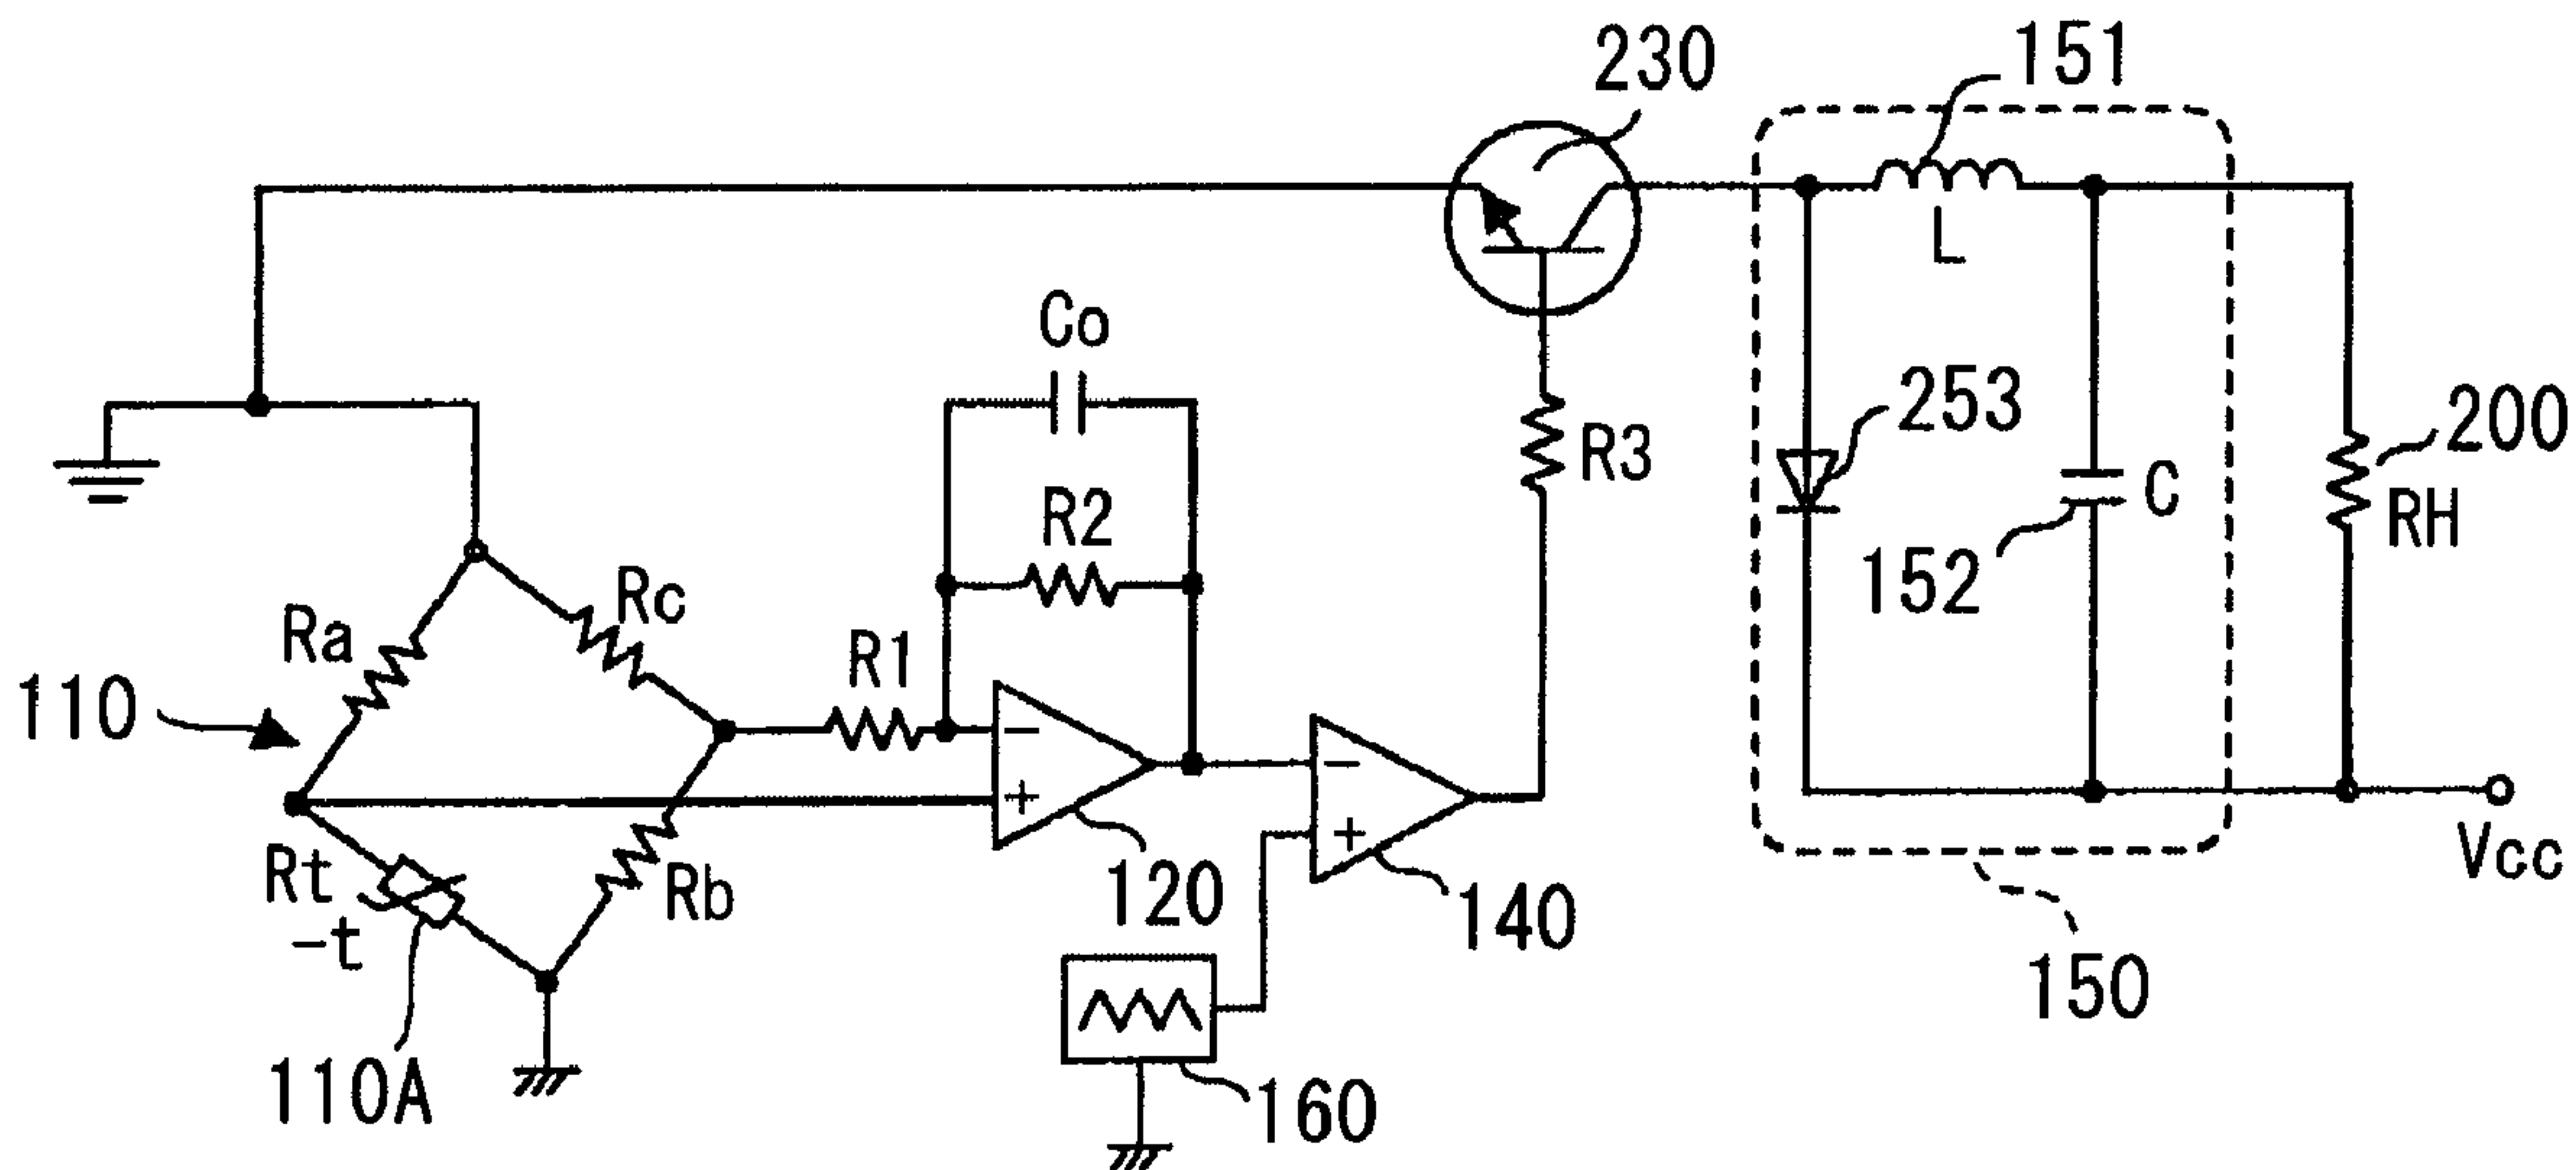 230
151
L
Co
253
200
R3
C
RH
R2
152
Rc
Ra
R1
110
−
+
−
+
Rt
-t
Rb
120
140
Vcc
150
110A
160